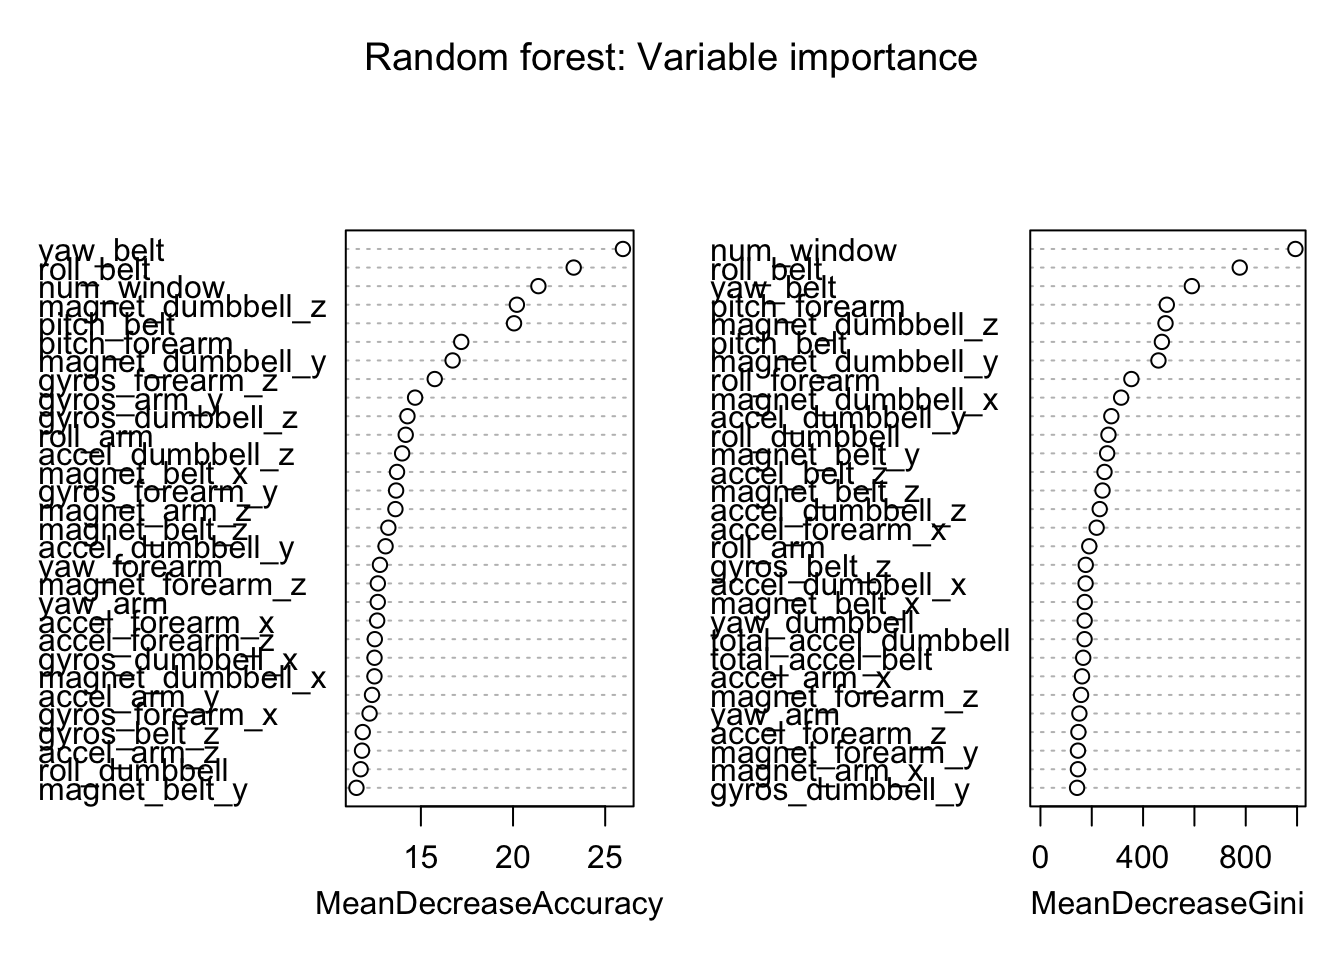 Random forest: Variable importance
yaw_belt
roll_belt
num_window
magnet_dumbbell_z
pitch_belt
pitch_forearm
magnet_dumbbell_y
gyros_forearm_z
gyros_arm_y
gyros_dumbbell_z
roll_arm
accel_dumbbell_z
magnet_belt_x
gyros_forearm_y
magnet_arm_z
magnet_belt_z
accel_dumbbell_y
yaw_forearm
magnet_forearm_z
yaw_arm
accel_forearm_x
accel_forearm_z
gyros_dumbbell_x
magnet_dumbbell_x
accel_arm_y
gyros_forearm_x
gyros_belt_z
accel_arm_z
roll_dumbbell
magnet_belt_y
15 20 25
MeanDecreaseAccuracy
num_window
roll_belt
yaw_belt
pitch_forearm
magnet_dumbbell_z
pitch_belt
magnet_dumbbell_y
roll_forearm
magnet_dumbbell_x
accel_dumbbell_y
roll_dumbbell
magnet_belt_y
accel_belt_z
magnet_belt_z
accel_dumbbell_z
accel_forearm_x
roll_arm
gyros_belt_z
accel_dumbbell_x
magnet_belt_x
yaw_dumbbell
total_accel_dumbbell
total_accel_belt
accel_arm_x
magnet_forearm_z
yaw_arm
accel_forearm_z
magnet_forearm_y
magnet_arm_x
gyros_dumbbell_y
0 400 800
MeanDecreaseGini